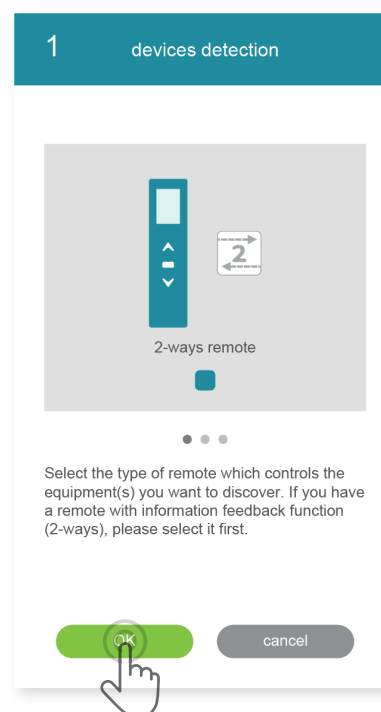 1 devices detection
2
2-ways remote
Select the type of remote which controls the
equipment(s) you want to discover. If you have
a remote with information feedback function
(2-ways), please select it first.
OK cancel